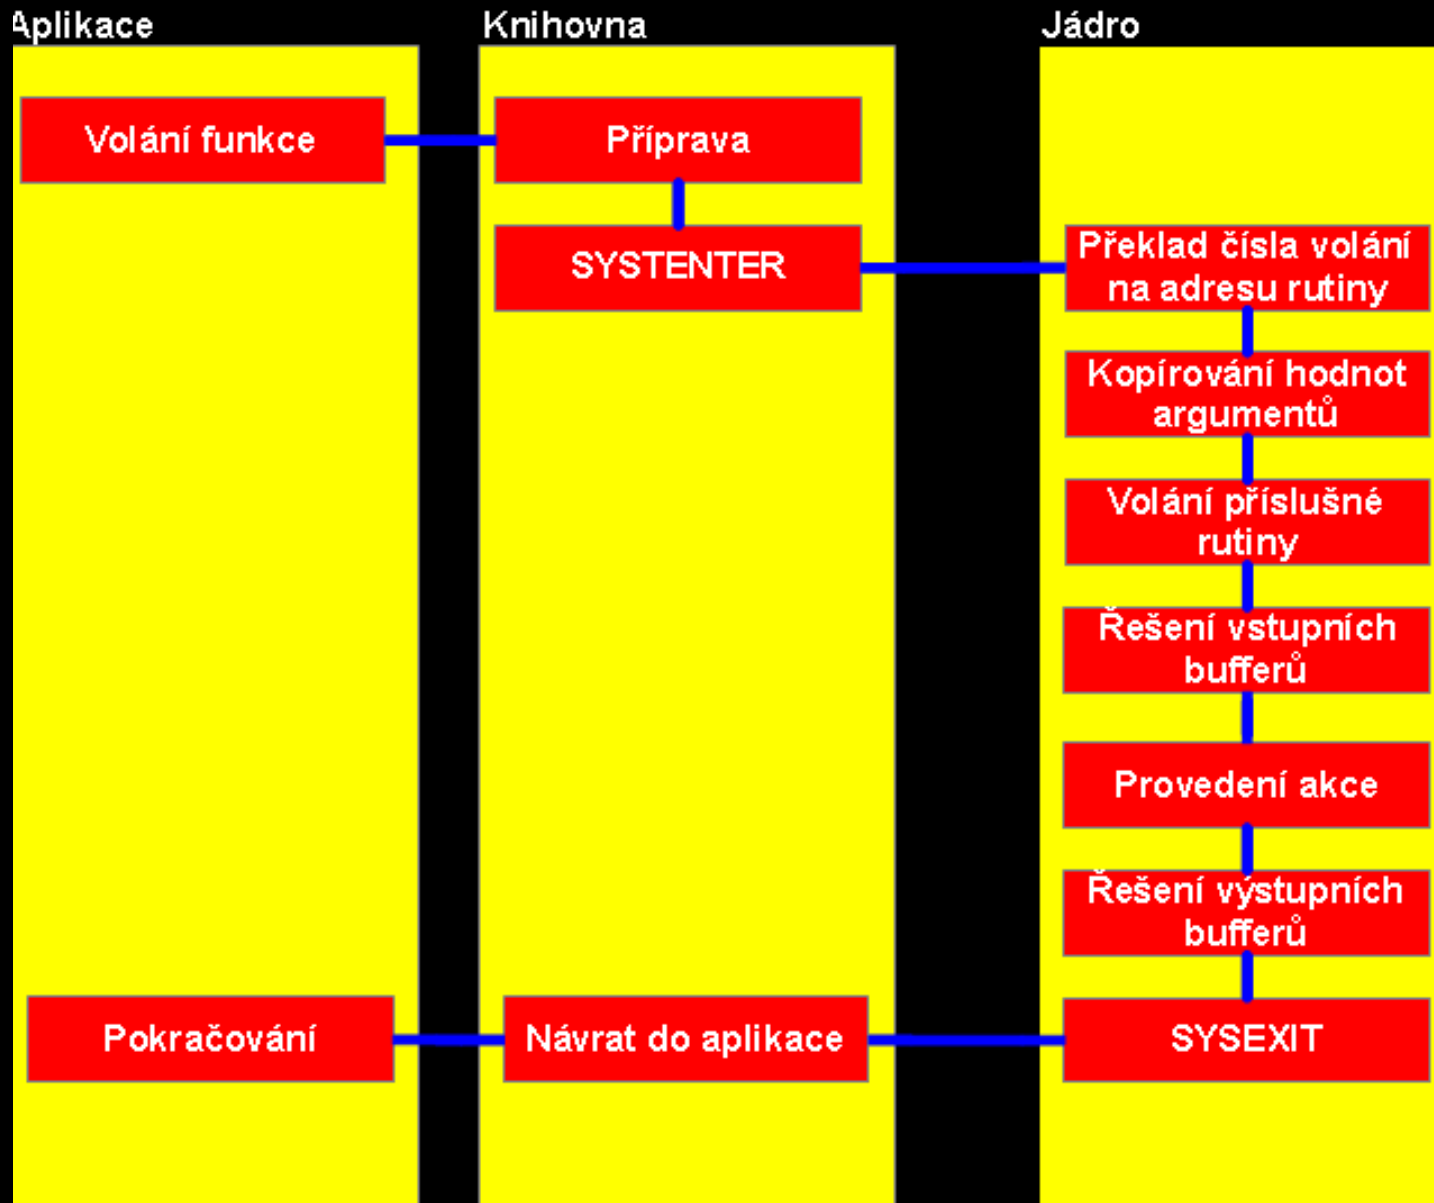 Aplikace
Knihovna
Jádro
Volání funkce
Příprava
SYSTENTER
Překlad čísla volání
na adresu rutiny
Kopírování hodnot
argumentů
Volání příslušné
rutiny
Řešení vstupních
bufferů
Provedení akce
Řešení výstupních
bufferů
Pokračování
Návrat do aplikace
SYSEXIT